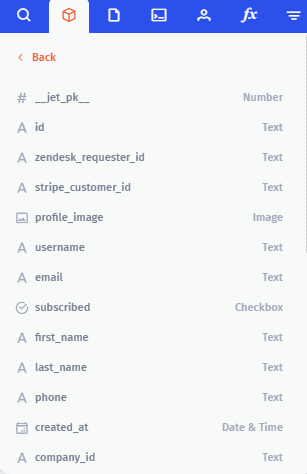 fx
Back
# __jet_pk__ Number
A id Text
A zendesk_requester_id Text
A stripe_customer_id Text
profile_image Image
A username Text
A email Text
subscribed Checkbox
A first_name Text
A last_name Text
A phone Text
created_at Date & Time
A company_id Text